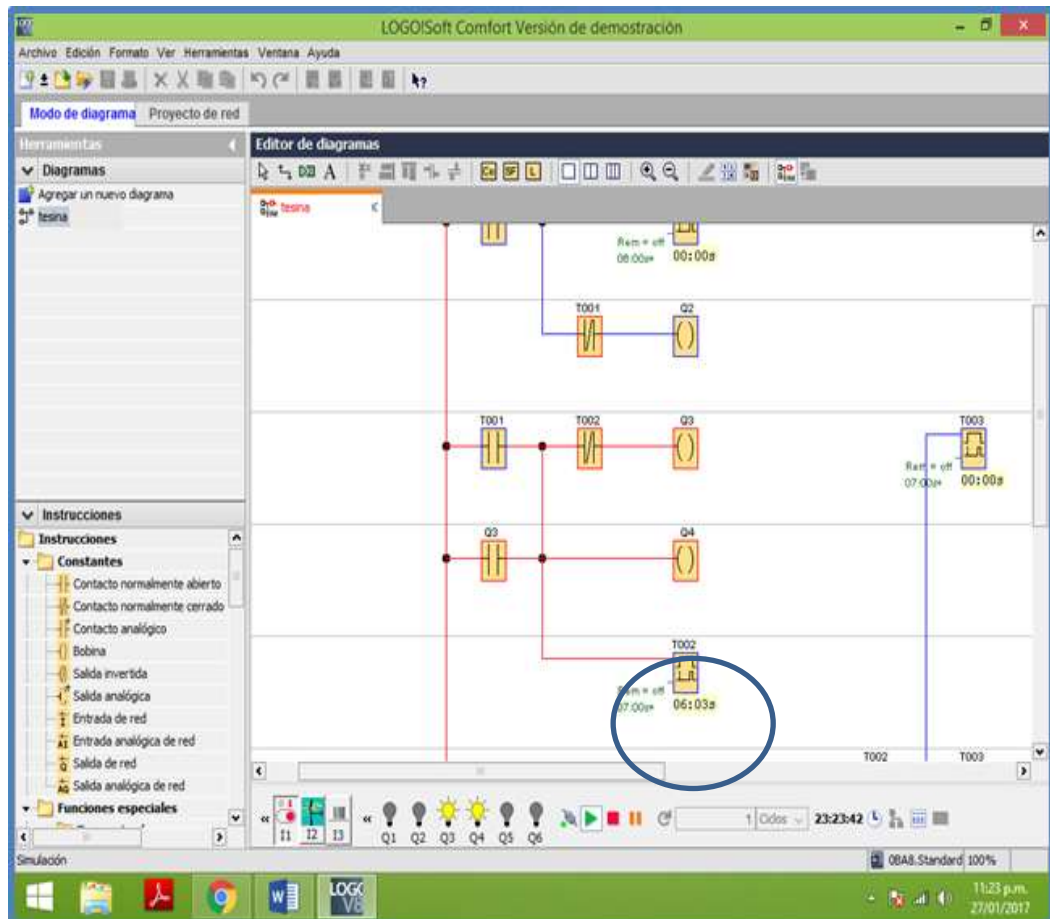 LOGO!Soft Comfort Versión de demostración
Archivo Edición Formato Ver Herramientas Ventana Ayuda
Modo de diagrama Proyecto de red
Herramientas
Editor de diagramas
Diagramas
Agregar un nuevo diagrama
tesina
tesina
Rem = off
08:00s+
00:00s
T001 Q2
T001 T002 Q3 T003
Rem = off
07:00s+
00:00s
Q3 Q4
T002
Rem = off
07:00s+
06:03s
T002 T003
Instrucciones
Instrucciones
Constantes
Contacto normalmente abierto
Contacto normalmente cerrado
Contacto analógico
Bobina
Salida invertida
Salida analógica
Entrada de red
Entrada analógica de red
Salida de red
Salida analógica de red
Funciones especiales
I1 I2 I3 Q1 Q2 Q3 Q4 Q5 Q6
1 23:23:42
Simulación
0BA8.Standard 100%
11:23 p.m.
27/01/2017